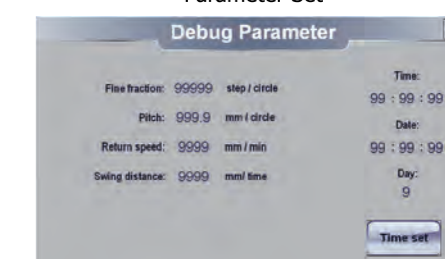 Parameter Set
Debug Parameter
Fine fraction: 99999 step / circle
Pitch: 999.9 mm / circle
Return speed: 9999 mm / min
Swing distance: 9999 mm/ time
Time:
99 : 99 : 99
Date:
99 : 99 : 99
Day:
9
Time set